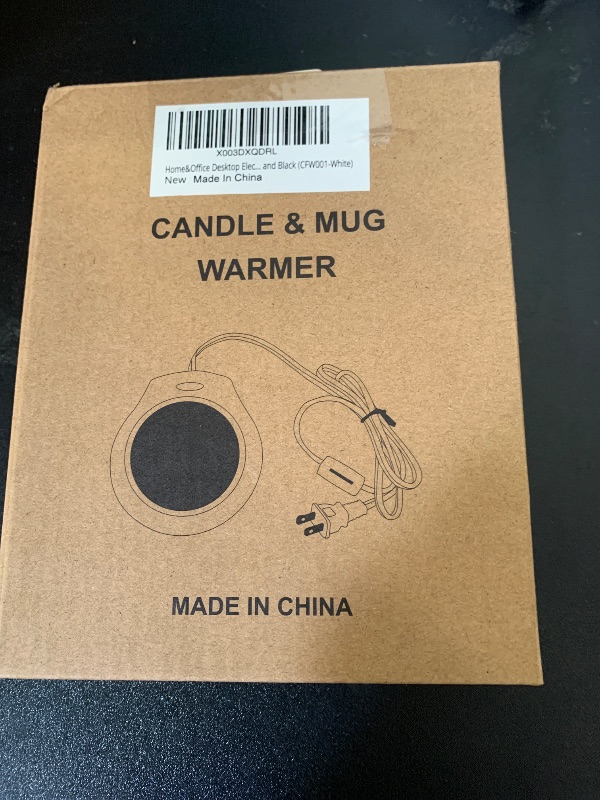 X003DXQDRL
Home&Office Desktop Elec... and Black (CFW001-White)
New Made In China
CANDLE & MUG
WARMER
MADE IN CHINA